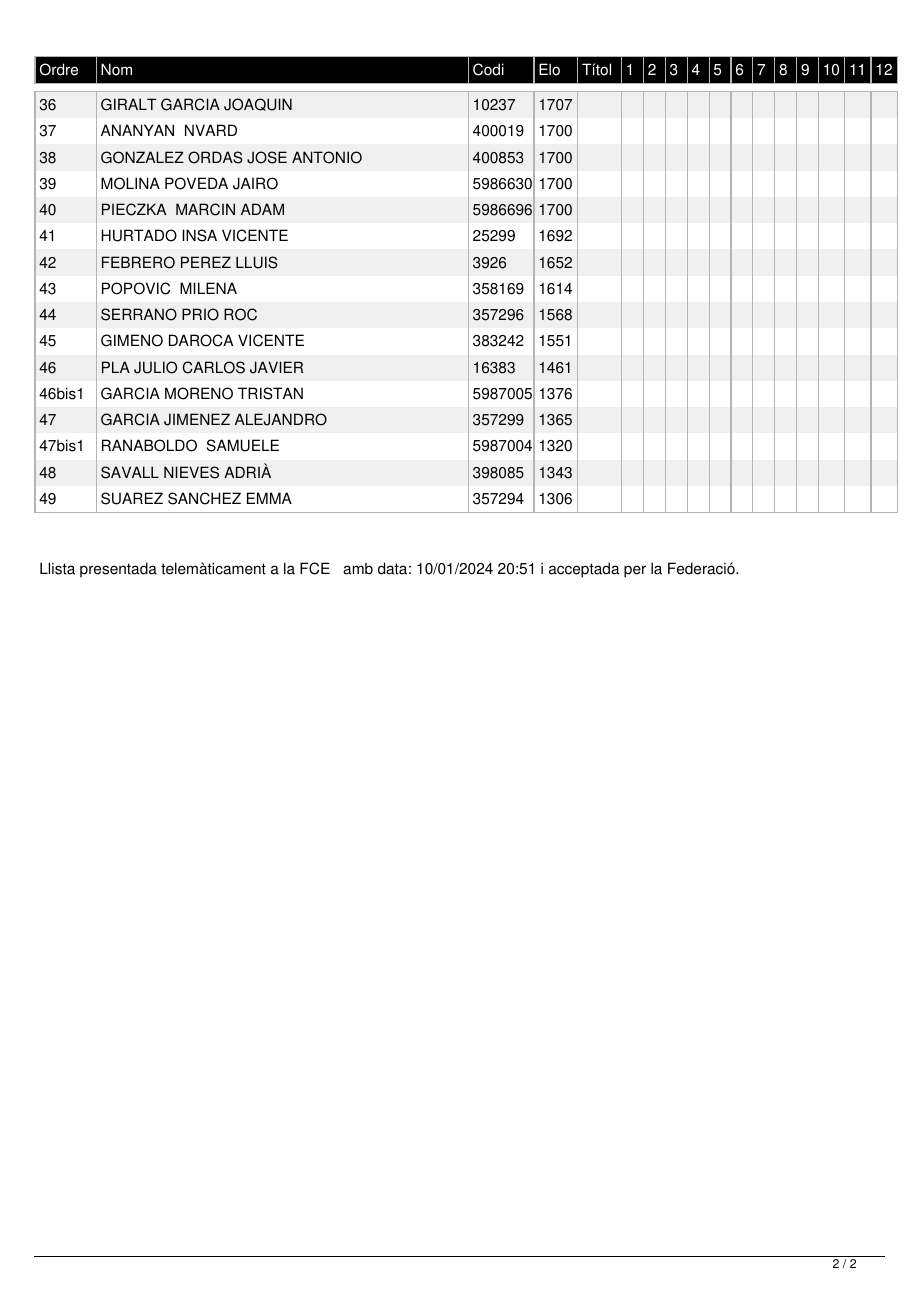 Ordre Nom Codi Elo Títol 1 2 3 4 5 6 7 8 9 10 11 12
36 GIRALT GARCIA JOAQUIN 10237 1707
37 ANANYAN  NVARD 400019 1700
38 GONZALEZ ORDAS JOSE ANTONIO 400853 1700
39 MOLINA POVEDA JAIRO 5986630 1700
40 PIECZKA  MARCIN ADAM 5986696 1700
41 HURTADO INSA VICENTE 25299 1692
42 FEBRERO PEREZ LLUIS 3926 1652
43 POPOVIC  MILENA 358169 1614
44 SERRANO PRIO ROC 357296 1568
45 GIMENO DAROCA VICENTE 383242 1551
46 PLA JULIO CARLOS JAVIER 16383 1461
46bis1 GARCIA MORENO TRISTAN 5987005 1376
47 GARCIA JIMENEZ ALEJANDRO 357299 1365
47bis1 RANABOLDO  SAMUELE 5987004 1320
48 SAVALL NIEVES ADRIÀ 398085 1343
49 SUAREZ SANCHEZ EMMA 357294 1306
Llista presentada telemàticament a la FCE   amb data: 10/01/2024 20:51 i acceptada per la Federació.
2 / 2